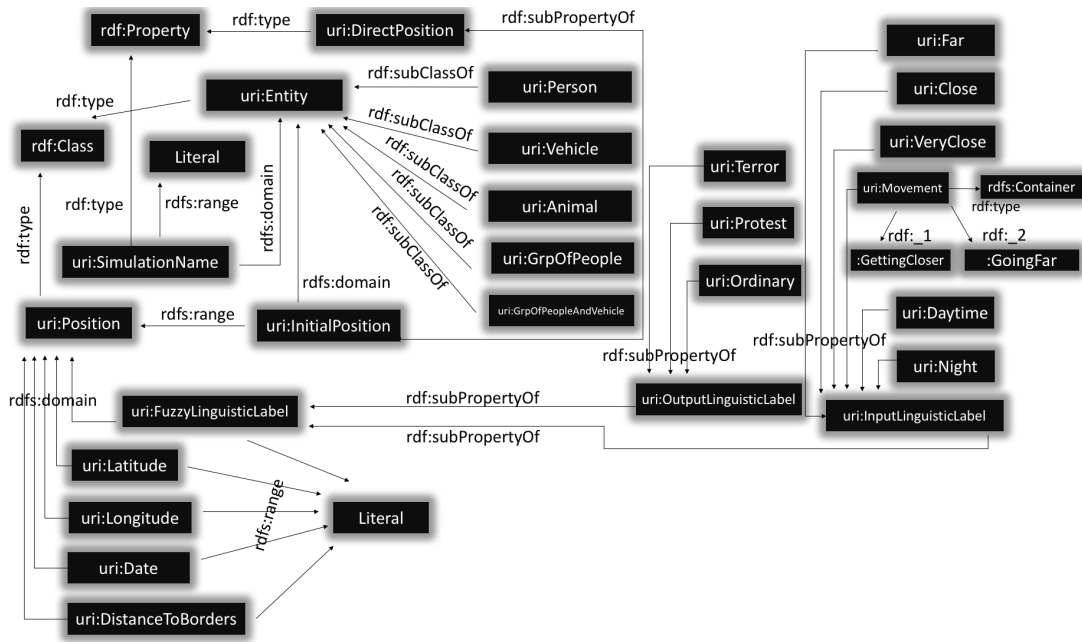 rdf:Property
rdf:type
uri:DirectPosition
rdf:subPropertyOf
uri:Far
rdf:subClassOf
uri:Person
uri:Close
rdf:type
uri:Entity
rdf:subClassOf
uri:Vehicle
uri:VeryClose
rdf:Class
Literal
rdfs:domain
rdf:subClassOf
uri:Animal
uri:Terror
uri:Movement
rdfs:Container
rdf:type
rdf:type
rdfs:range
rdf:subClassOf
uri:Protest
rdf:_1
rdf:_2
rdf:type
uri:SimulationName
rdf:subClassOf
uri:GrpOfPeople
:GettingCloser
:GoingFar
rdfs:domain
uri:Ordinary
uri:Position
rdfs:range
uri:InitialPosition
uri:GrpOfPeopleAndVehicle
uri:Daytime
rdf:subPropertyOf
rdf:subPropertyOf
uri:Night
rdfs:domain
uri:FuzzyLinguisticLabel
rdf:subPropertyOf
uri:OutputLinguisticLabel
uri:InputLinguisticLabel
rdf:subPropertyOf
uri:Latitude
rdfs:range
uri:Longitude
Literal
uri:Date
uri:DistanceToBorders